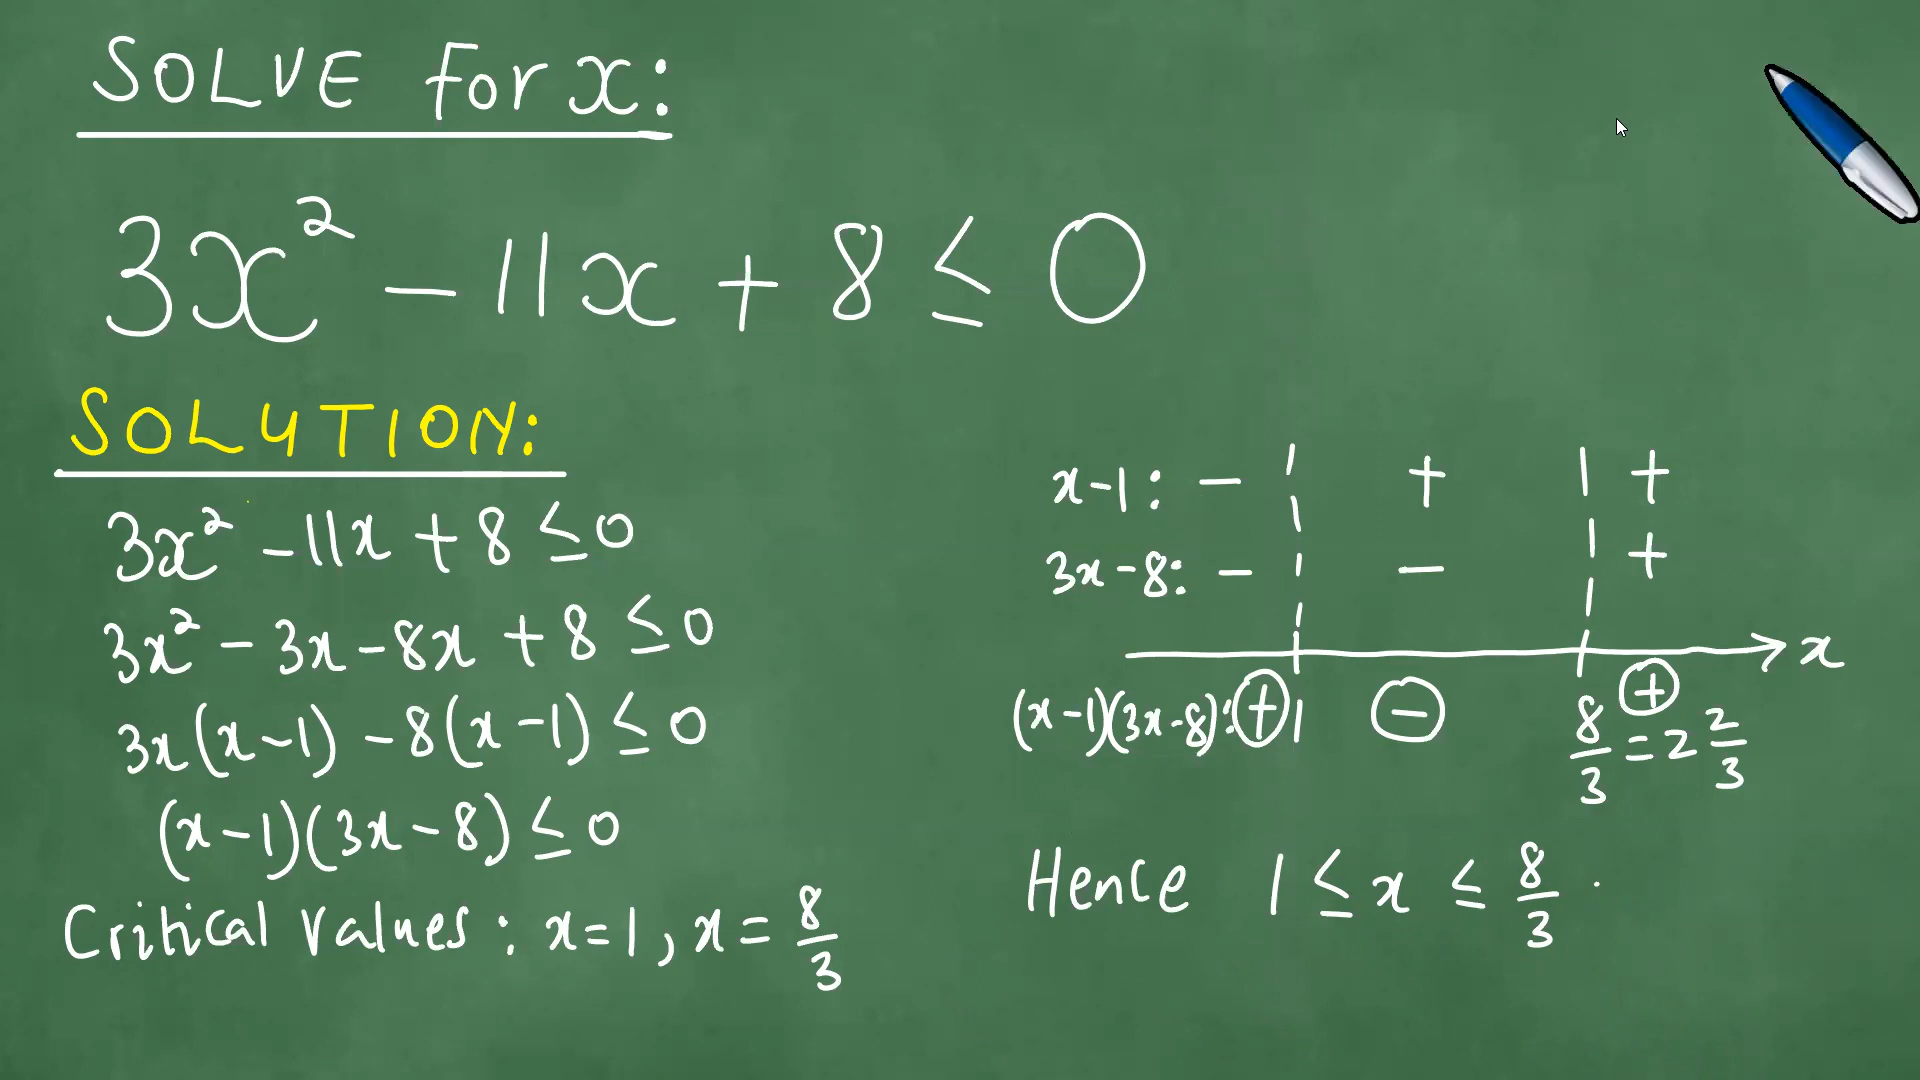 SOLVE for x:
3x² - 11x + 8 ≤ 0
SOLUTION:
3x² - 11x + 8 ≤ 0
3x² - 3x - 8x + 8 ≤ 0
3x(x-1) - 8(x-1) ≤ 0
(x-1)(3x-8) ≤ 0
Critical Values: x=1, x = 8/3
x-1: - + +
3x-8: - - +
x
(x-1)(3x-8): + - +
1 8/3 = 2 2/3
Hence 1 ≤ x ≤ 8/3.